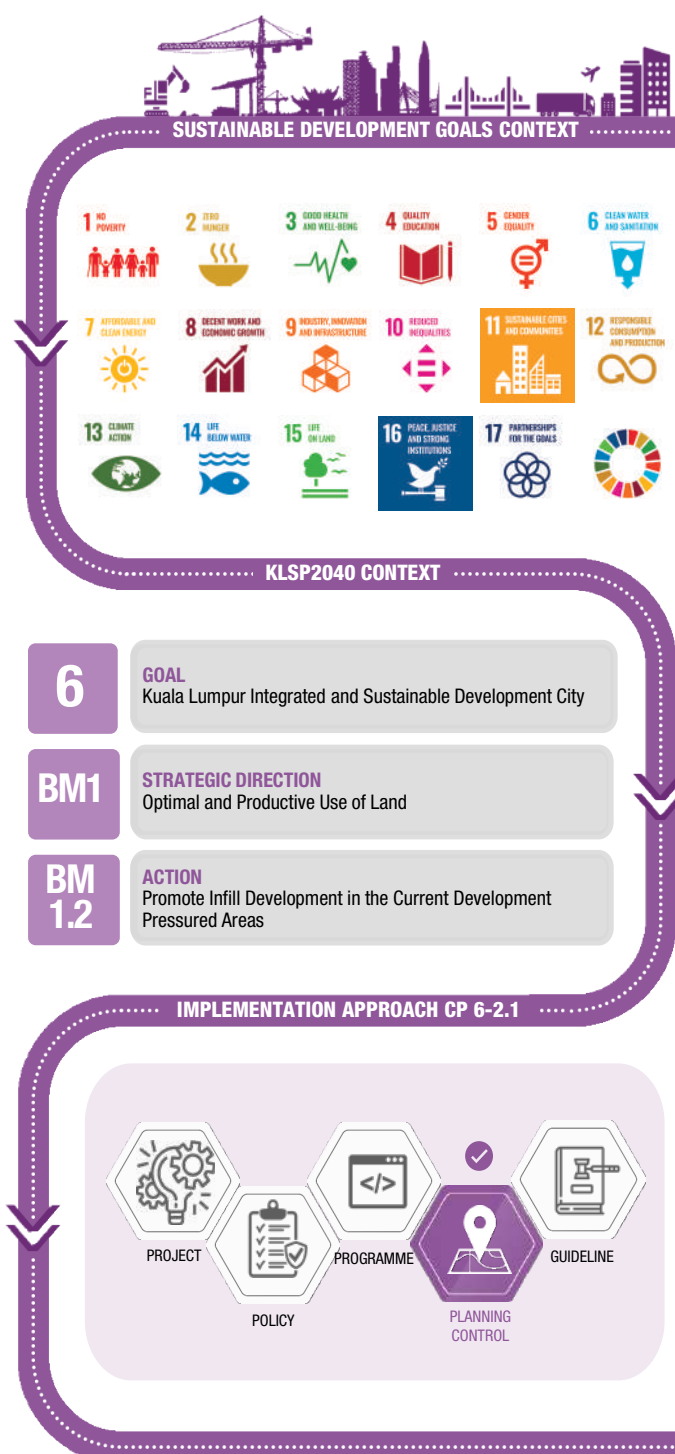 SUSTAINABLE DEVELOPMENT GOALS CONTEXT
1 NO
POVERTY
2 ZERO
HUNGER
3 GOOD HEALTH
AND WELL-BEING
4 QUALITY
EDUCATION
5 GENDER
EQUALITY
6 CLEAN WATER
AND SANITATION
7 AFFORDABLE AND
CLEAN ENERGY
8 DECENT WORK AND
ECONOMIC GROWTH
9 INDUSTRY, INNOVATION
AND INFRASTRUCTURE
10 REDUCED
INEQUALITIES
11 SUSTAINABLE CITIES
AND COMMUNITIES
12 RESPONSIBLE
CONSUMPTION
AND PRODUCTION
13 CLIMATE
ACTION
14 LIFE
BELOW WATER
15 LIFE
ON LAND
16 PEACE, JUSTICE
AND STRONG
INSTITUTIONS
17 PARTNERSHIPS
FOR THE GOALS
KLSP2040 CONTEXT
6
GOAL
Kuala Lumpur Integrated and Sustainable Development City
BM1
STRATEGIC DIRECTION
Optimal and Productive Use of Land
BM
1.2
ACTION
Promote Infill Development in the Current Development
Pressured Areas
IMPLEMENTATION APPROACH CP 6-2.1
</>
PROJECT
POLICY
PROGRAMME
PLANNING
CONTROL
GUIDELINE